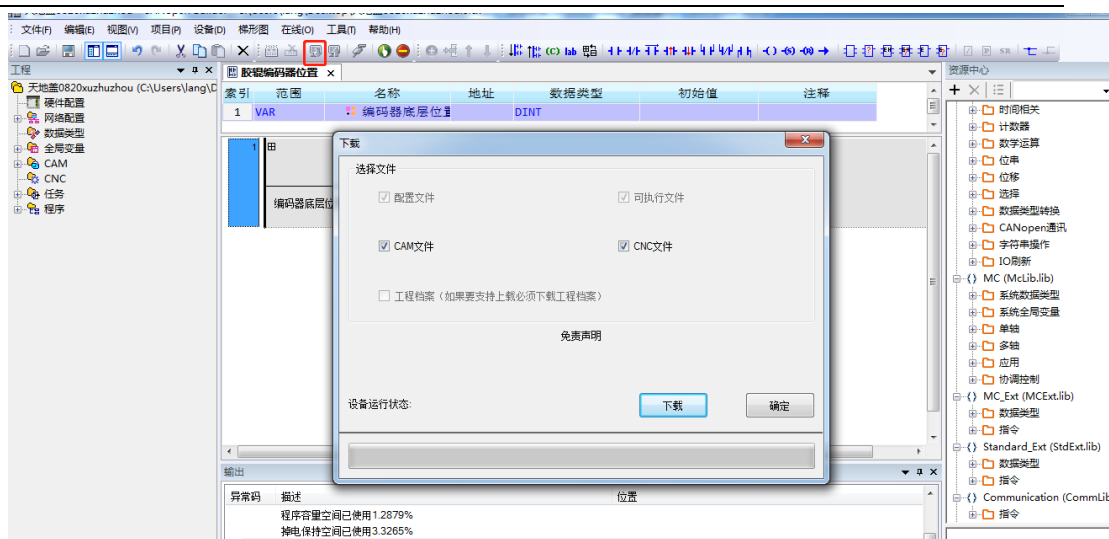 文件(F) 编辑(E) 视图(V) 项目(P) 设备(D) 梯形图 在线(O) 工具(T) 帮助(H)
工程
胶辊编码器位置
资源中心
天地盖0820xuzhuzhou (C:\Users\lang\D
硬件配置
网络配置
数据类型
全局变量
CAM
CNC
任务
程序
索引 范围 名称 地址 数据类型 初始值 注释
1 VAR 编码器底层位置 DINT
1
编码器底层位
下载
选择文件
配置文件
可执行文件
CAM文件
CNC文件
工程档案（如果要支持上载必须下载工程档案）
免责声明
设备运行状态:
下载
确定
输出
异常码 描述 位置
程序容量空间已使用1.2879%
掉电保持空间已使用3.3265%
时间相关
计数器
数学运算
位串
位移
选择
数据类型转换
CANopen通讯
字符串操作
IO刷新
MC (McLib.lib)
系统数据类型
系统全局变量
单轴
多轴
应用
协调控制
MC_Ext (MCExt.lib)
数据类型
指令
Standard_Ext (StdExt.lib)
数据类型
指令
Communication (CommLib
指令